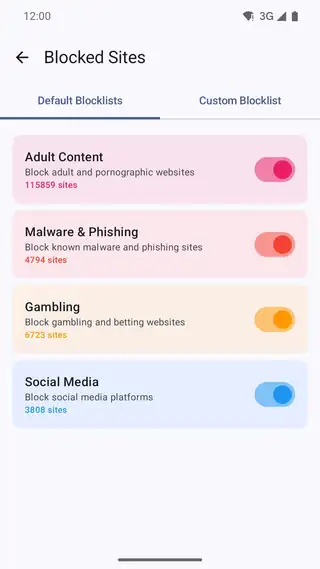 12:00
3G
Blocked Sites
Default Blocklists
Custom Blocklist
Adult Content
Block adult and pornographic websites
115859 sites
Malware & Phishing
Block known malware and phishing sites
4794 sites
Gambling
Block gambling and betting websites
6723 sites
Social Media
Block social media platforms
3808 sites